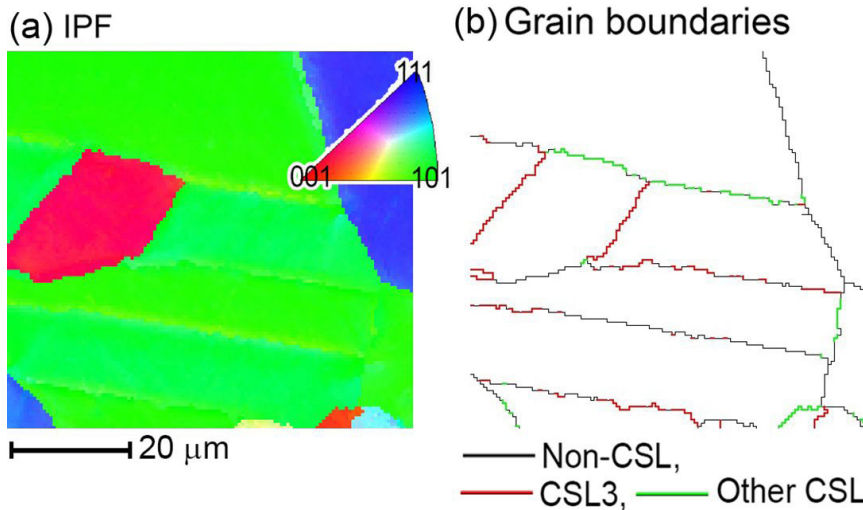 (a) IPF
(b) Grain boundaries
111
001
101
20 μm
Non-CSL,
CSL3,
Other CSL